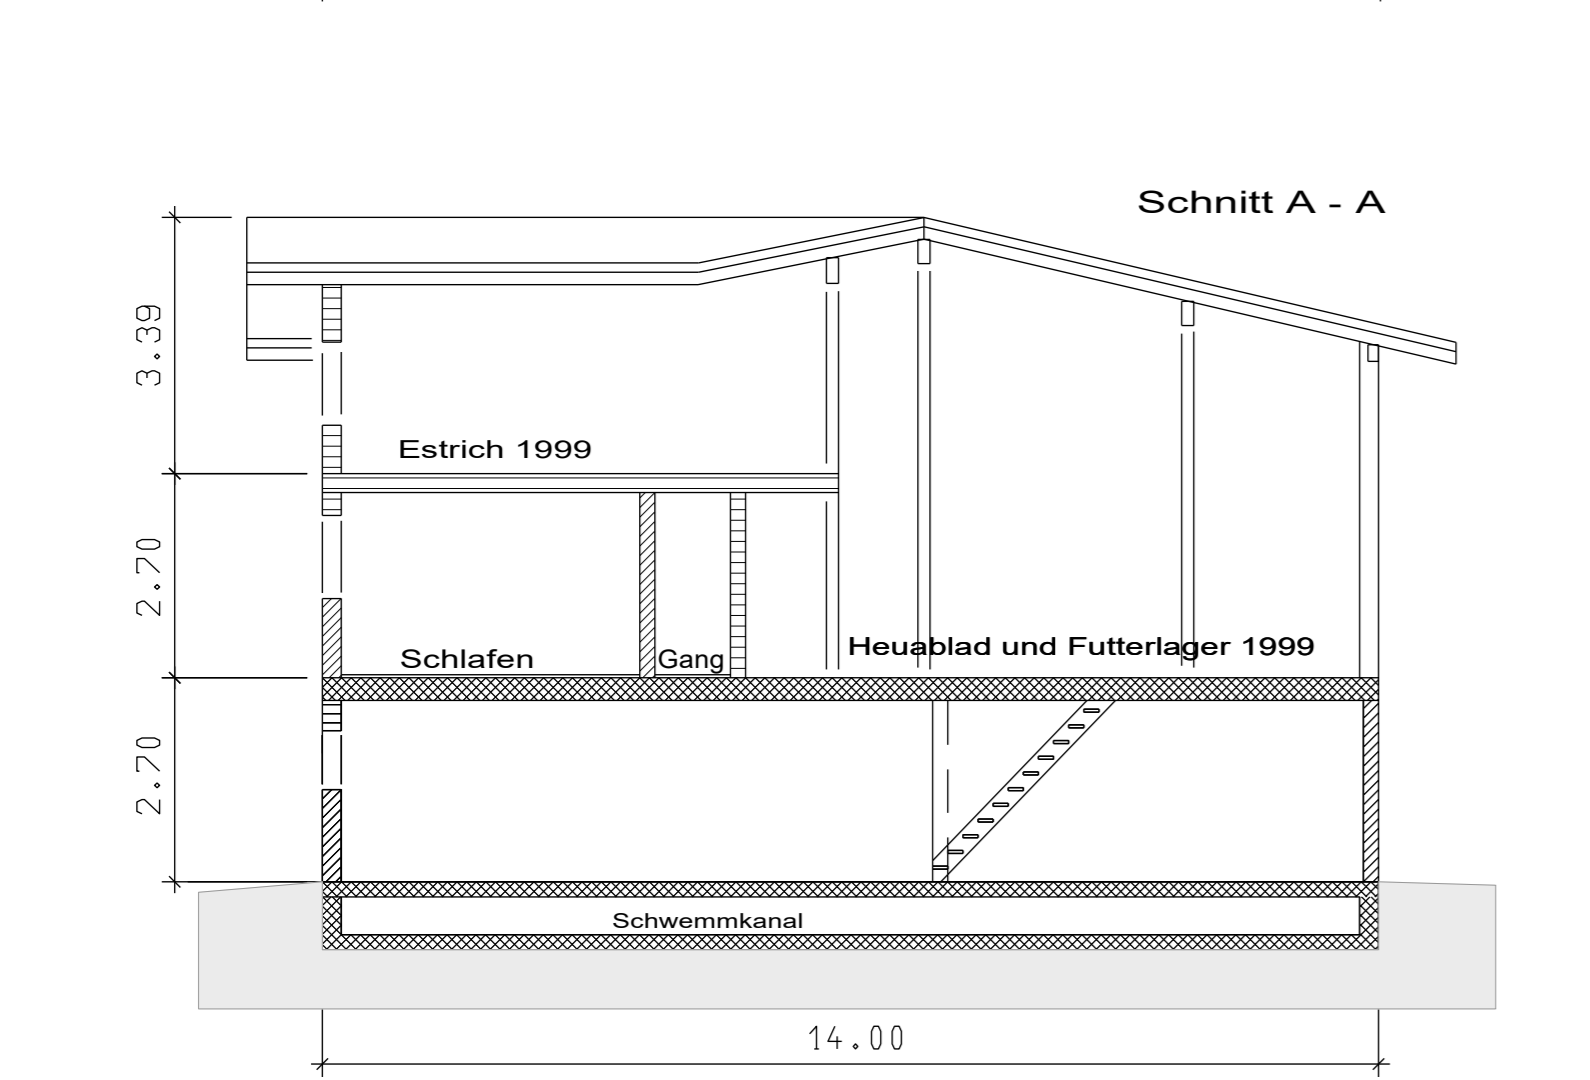 Schnitt A - A
3.39
Estrich 1999
2.70
Schlafen
Gang
Heuablad und Futterlager 1999
2.70
Schwemmkanal
14.00